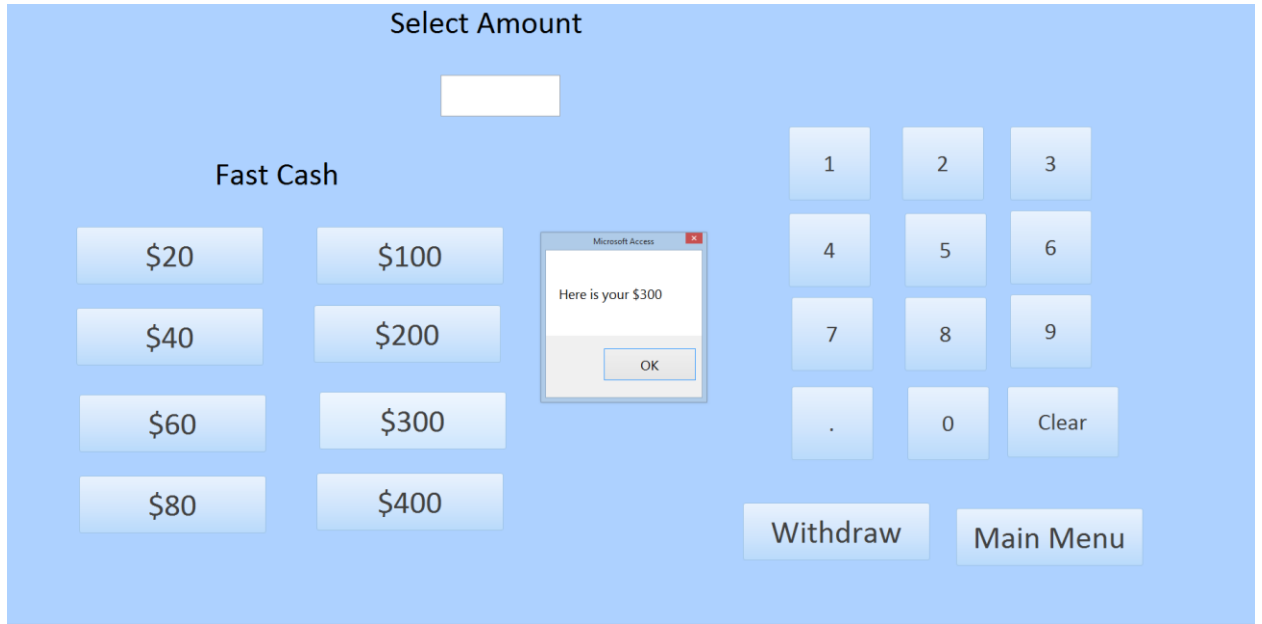 Select Amount
Fast Cash
$20
$100
$40
$200
$60
$300
$80
$400
Microsoft Access
Here is your $300
OK
1
2
3
4
5
6
7
8
9
.
0
Clear
Withdraw
Main Menu